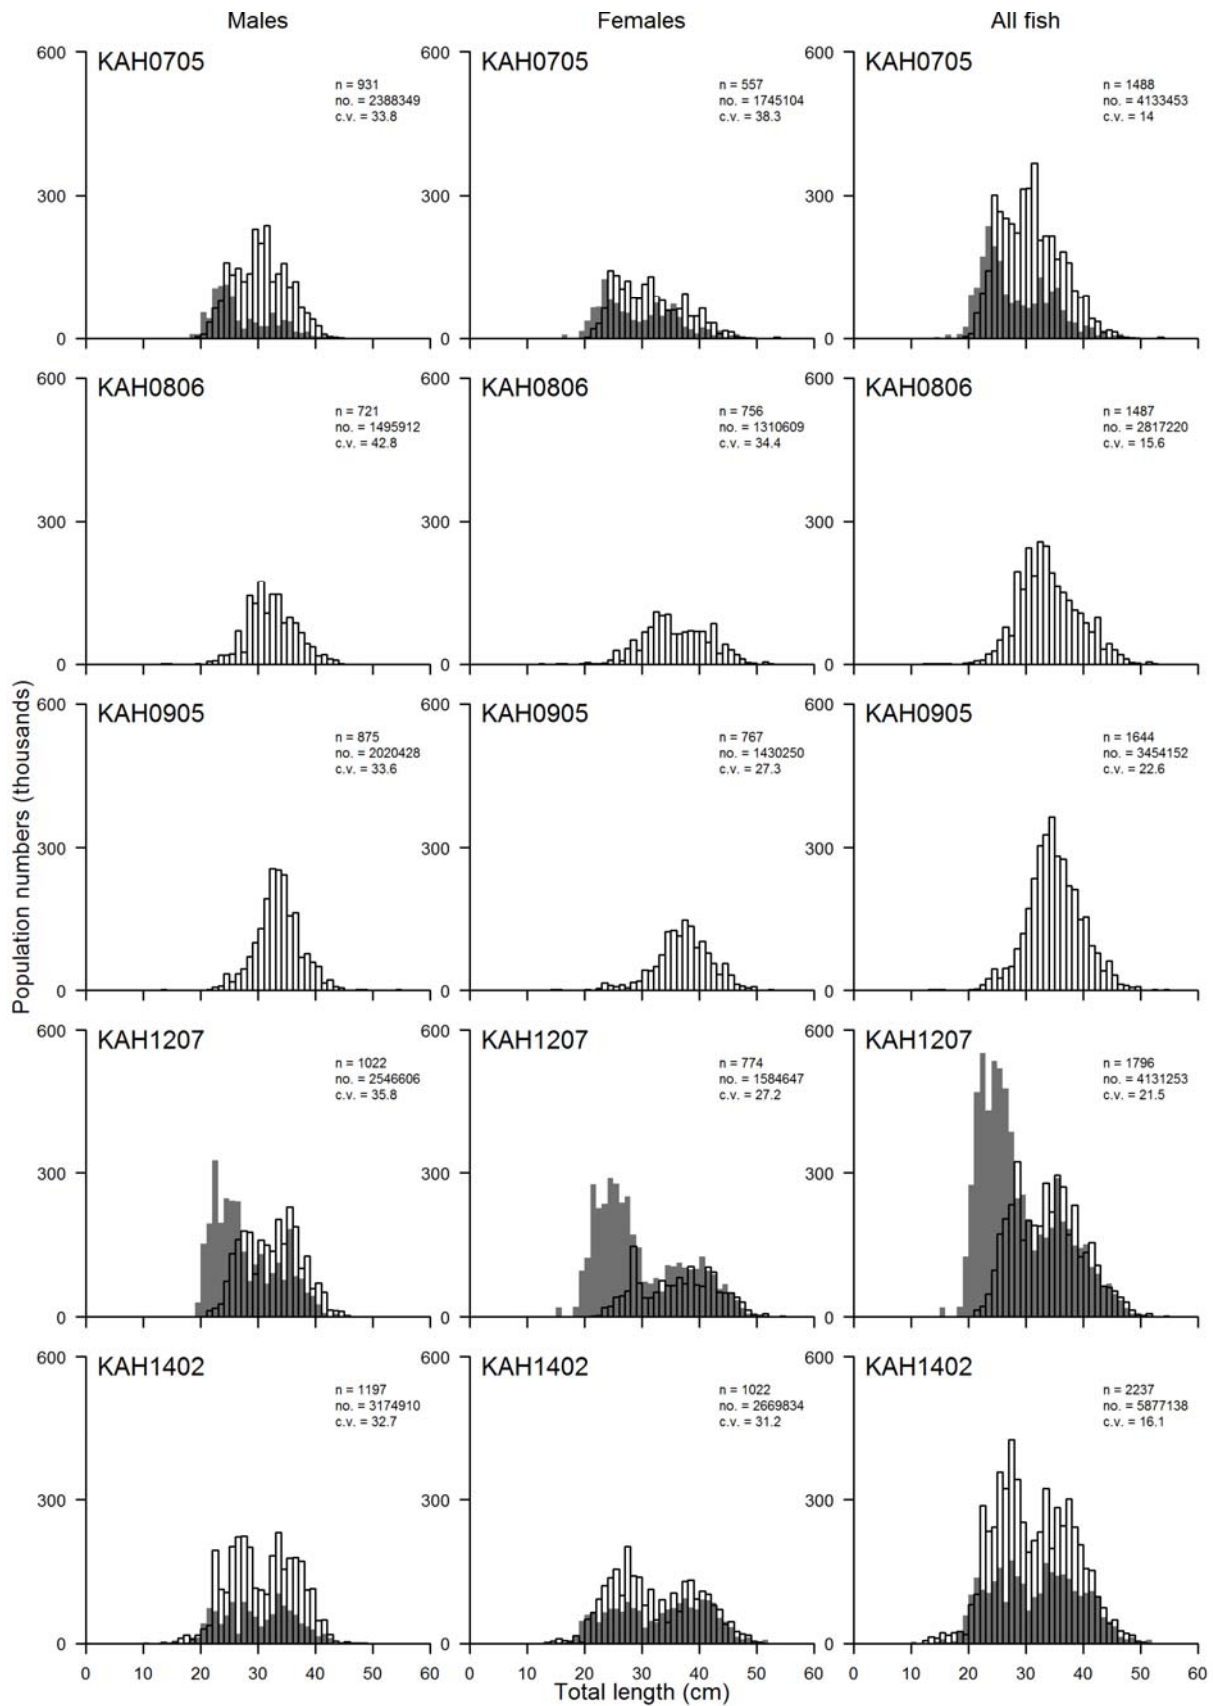 Males Females All fish
600 KAH0705 600 KAH0705 600 KAH0705
n = 931 n = 557 n = 1488
no. = 2388349 no. = 1745104 no. = 4133453
c.v. = 33.8 c.v. = 38.3 c.v. = 14
300 300 300
0 0 0
600 KAH0806 600 KAH0806 600 KAH0806
n = 721 n = 756 n = 1487
no. = 1495912 no. = 1310609 no. = 2817220
c.v. = 42.8 c.v. = 34.4 c.v. = 15.6
300 300 300
0 0 0
Population numbers (thousands)
600 KAH0905 600 KAH0905 600 KAH0905
n = 875 n = 767 n = 1644
no. = 2020428 no. = 1430250 no. = 3454152
c.v. = 33.6 c.v. = 27.3 c.v. = 22.6
300 300 300
0 0 0
600 KAH1207 600 KAH1207 600 KAH1207
n = 1022 n = 774 n = 1796
no. = 2546606 no. = 1584647 no. = 4131253
c.v. = 35.8 c.v. = 27.2 c.v. = 21.5
300 300 300
0 0 0
600 KAH1402 600 KAH1402 600 KAH1402
n = 1197 n = 1022 n = 2237
no. = 3174910 no. = 2669834 no. = 5877138
c.v. = 32.7 c.v. = 31.2 c.v. = 16.1
300 300 300
0 0 0
0 10 20 30 40 50 60 0 10 20 30 40 50 60 0 10 20 30 40 50 60
Total length (cm)